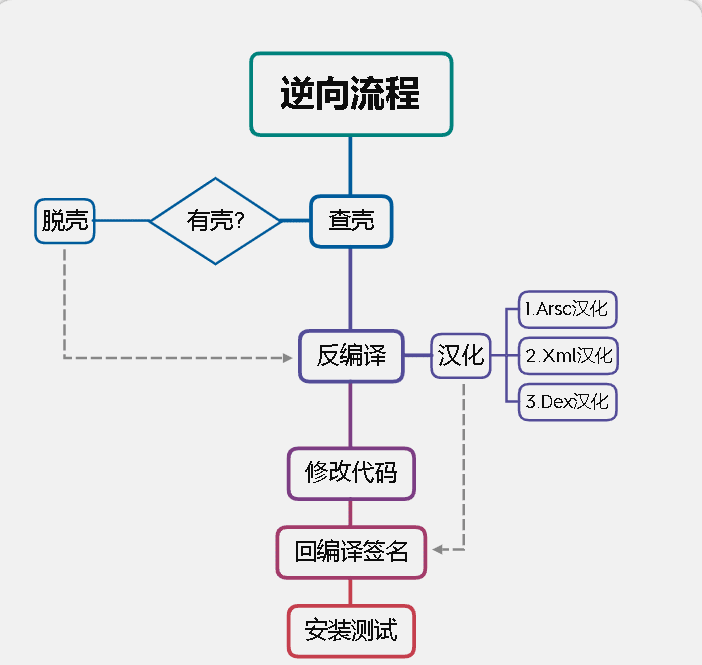 逆向流程
脱壳
有壳?
查壳
反编译
汉化
1.Arsc汉化
2.Xml汉化
3.Dex汉化
修改代码
回编译签名
安装测试